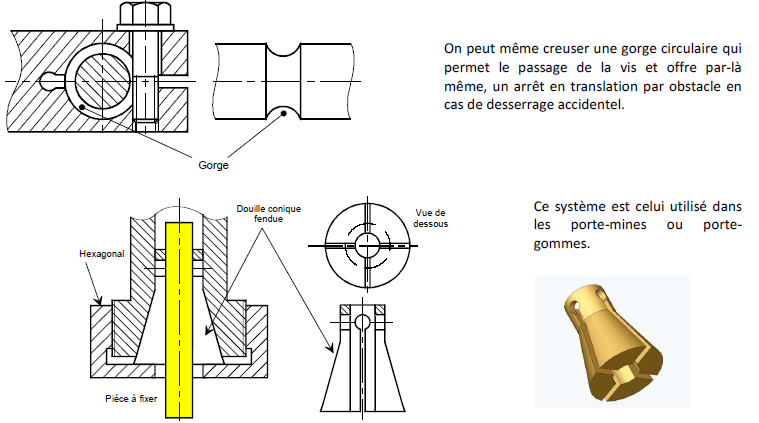 On peut même creuser une gorge circulaire qui
permet le passage de la vis et offre par-là
même, un arrêt en translation par obstacle en
cas de desserrage accidentel.
Gorge
Douille conique
fendue
Vue de
dessous
Hexagonal
Piéce à fixer
Ce système est celui utilisé dans
les porte-mines ou porte-
gommes.